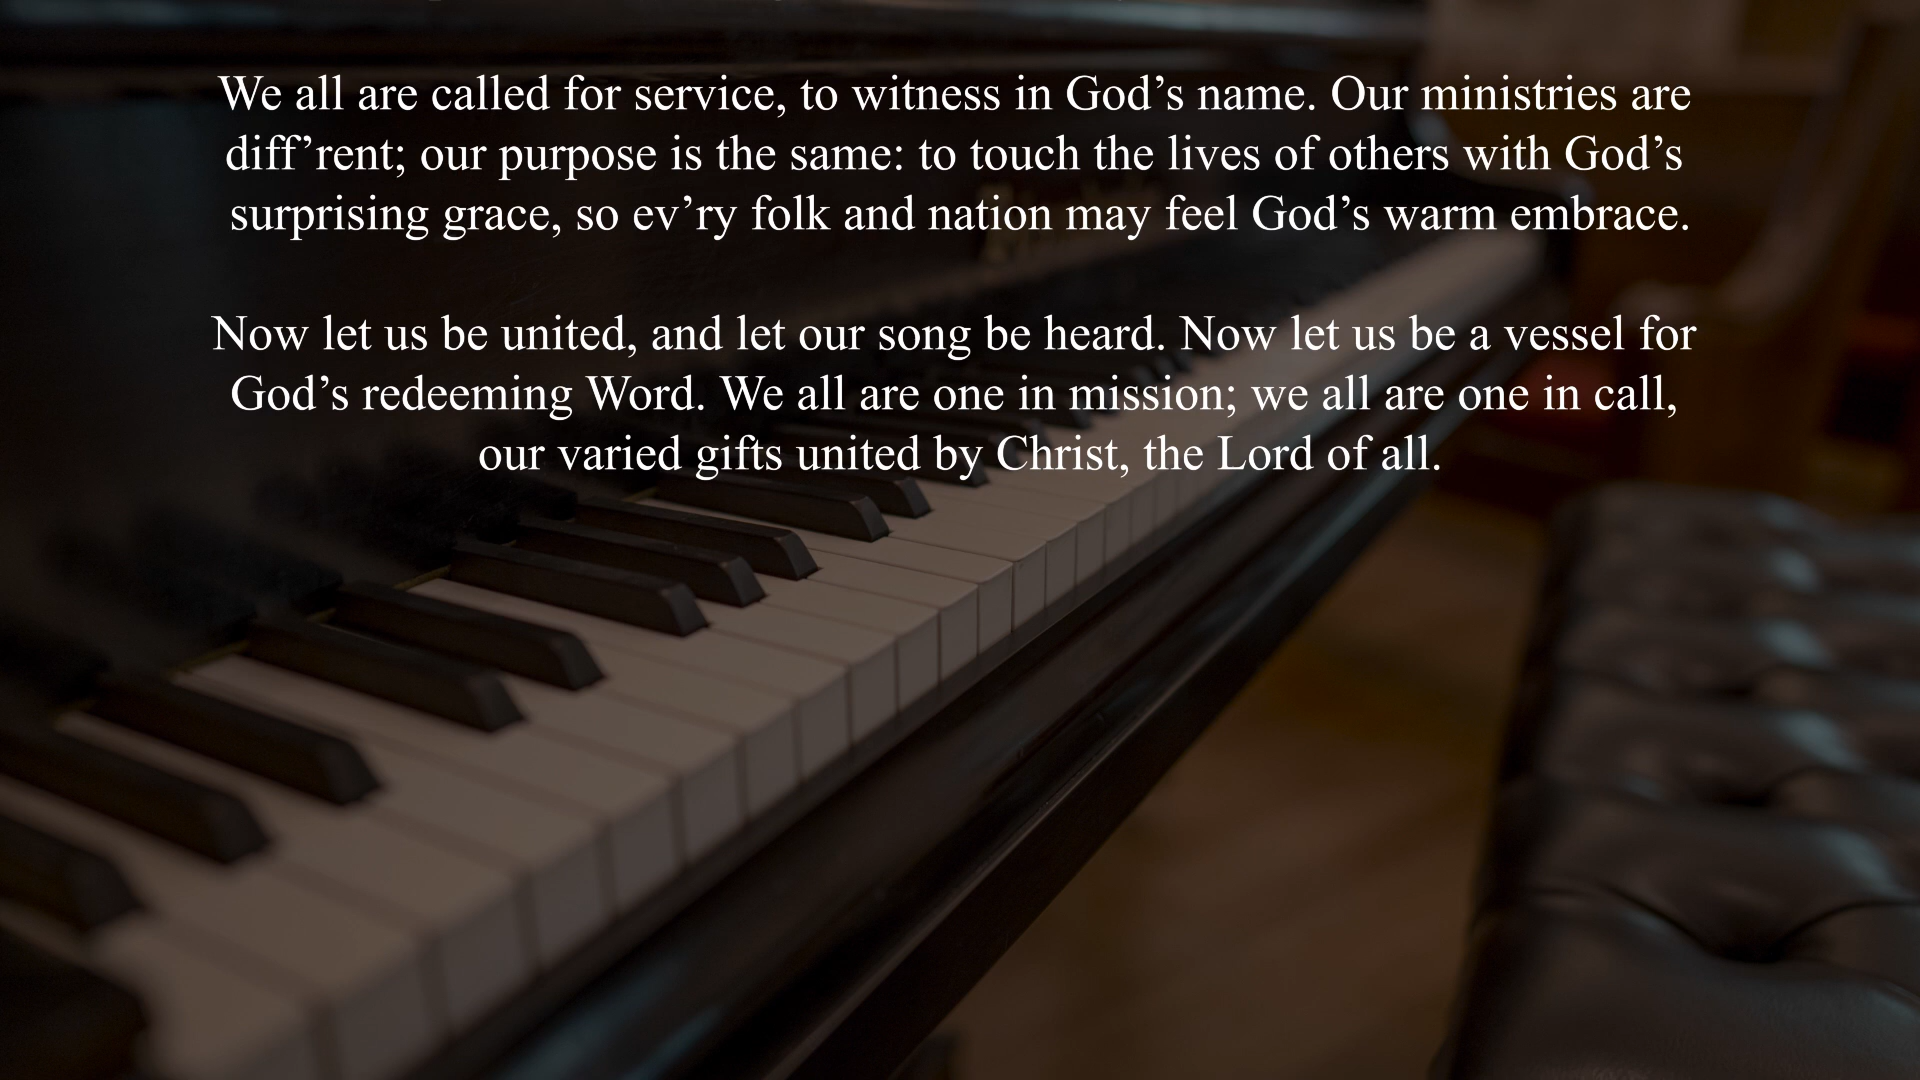 We all are called for service, to witness in God’s name. Our ministries are
diff’rent; our purpose is the same: to touch the lives of others with God’s
surprising grace, so ev’ry folk and nation may feel God’s warm embrace.
Now let us be united, and let our song be heard. Now let us be a vessel for
God’s redeeming Word. We all are one in mission; we all are one in call,
our varied gifts united by Christ, the Lord of all.